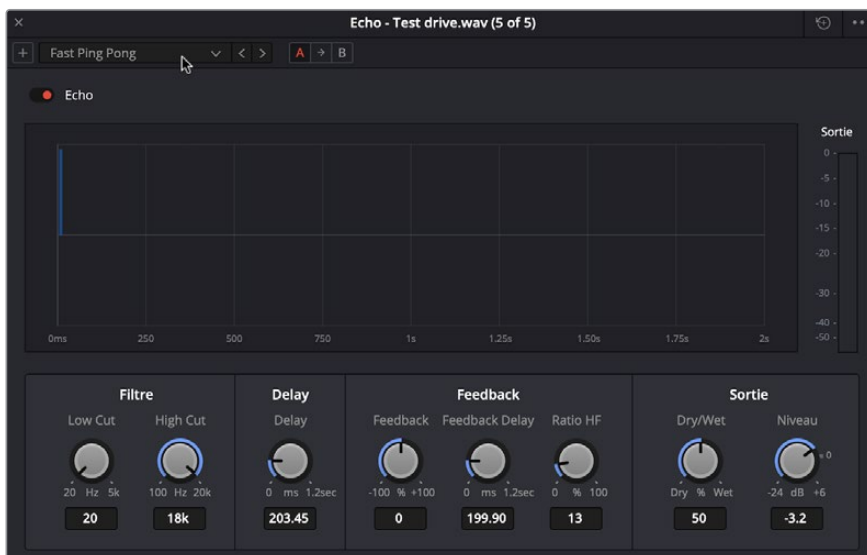 Echo - Test drive.wav (5 of 5)
Fast Ping Pong
A B
Echo
Sortie
0
-5
-10
-15
-20
-30
-40
-50
0ms 250 500 750 1s 1.25s 1.50s 1.75s 2s
Filtre Delay Feedback Sortie
Low Cut High Cut Delay Feedback Feedback Delay Ratio HF Dry/Wet Niveau
0
20 Hz 5k 100 Hz 20k 0 ms 1.2sec -100 % +100 0 ms 1.2sec 0 % 100 Dry % Wet -24 dB +6
20 18k 203.45 0 199.90 13 50 -3.2